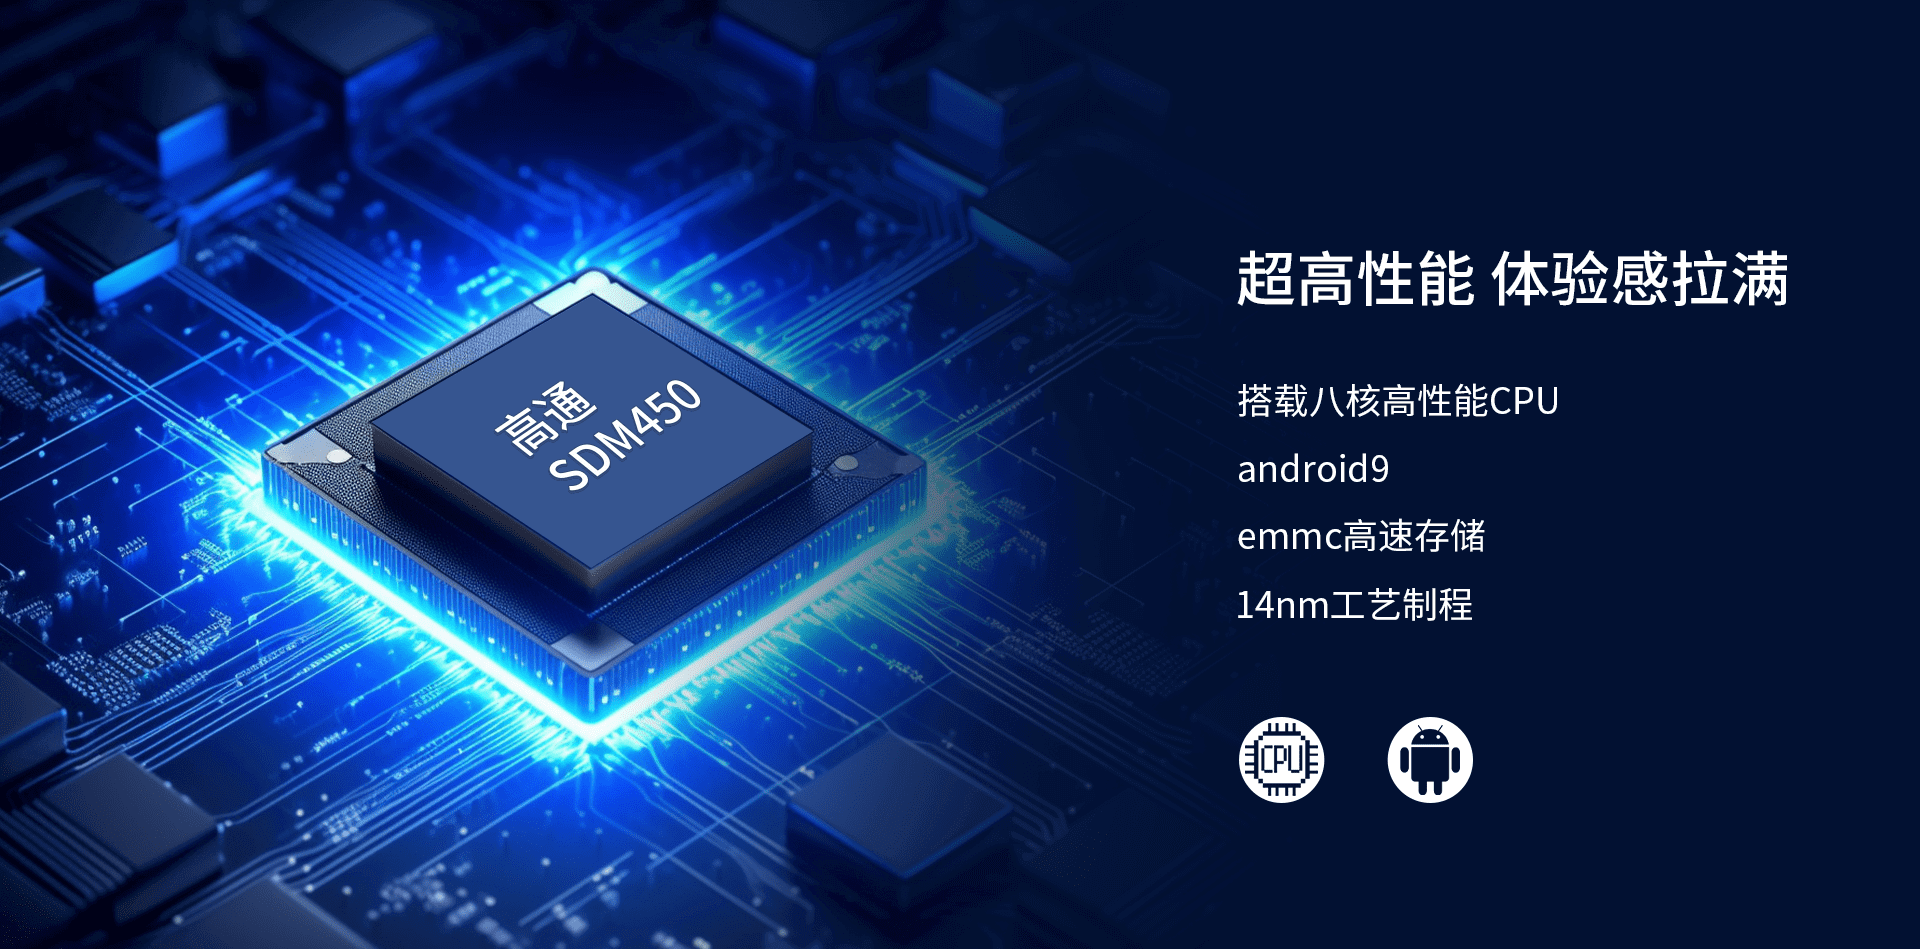 高通
SDM450
超高性能 体验感拉满
搭载八核高性能CPU
android9
emmc高速存储
14nm工艺制程
CPU